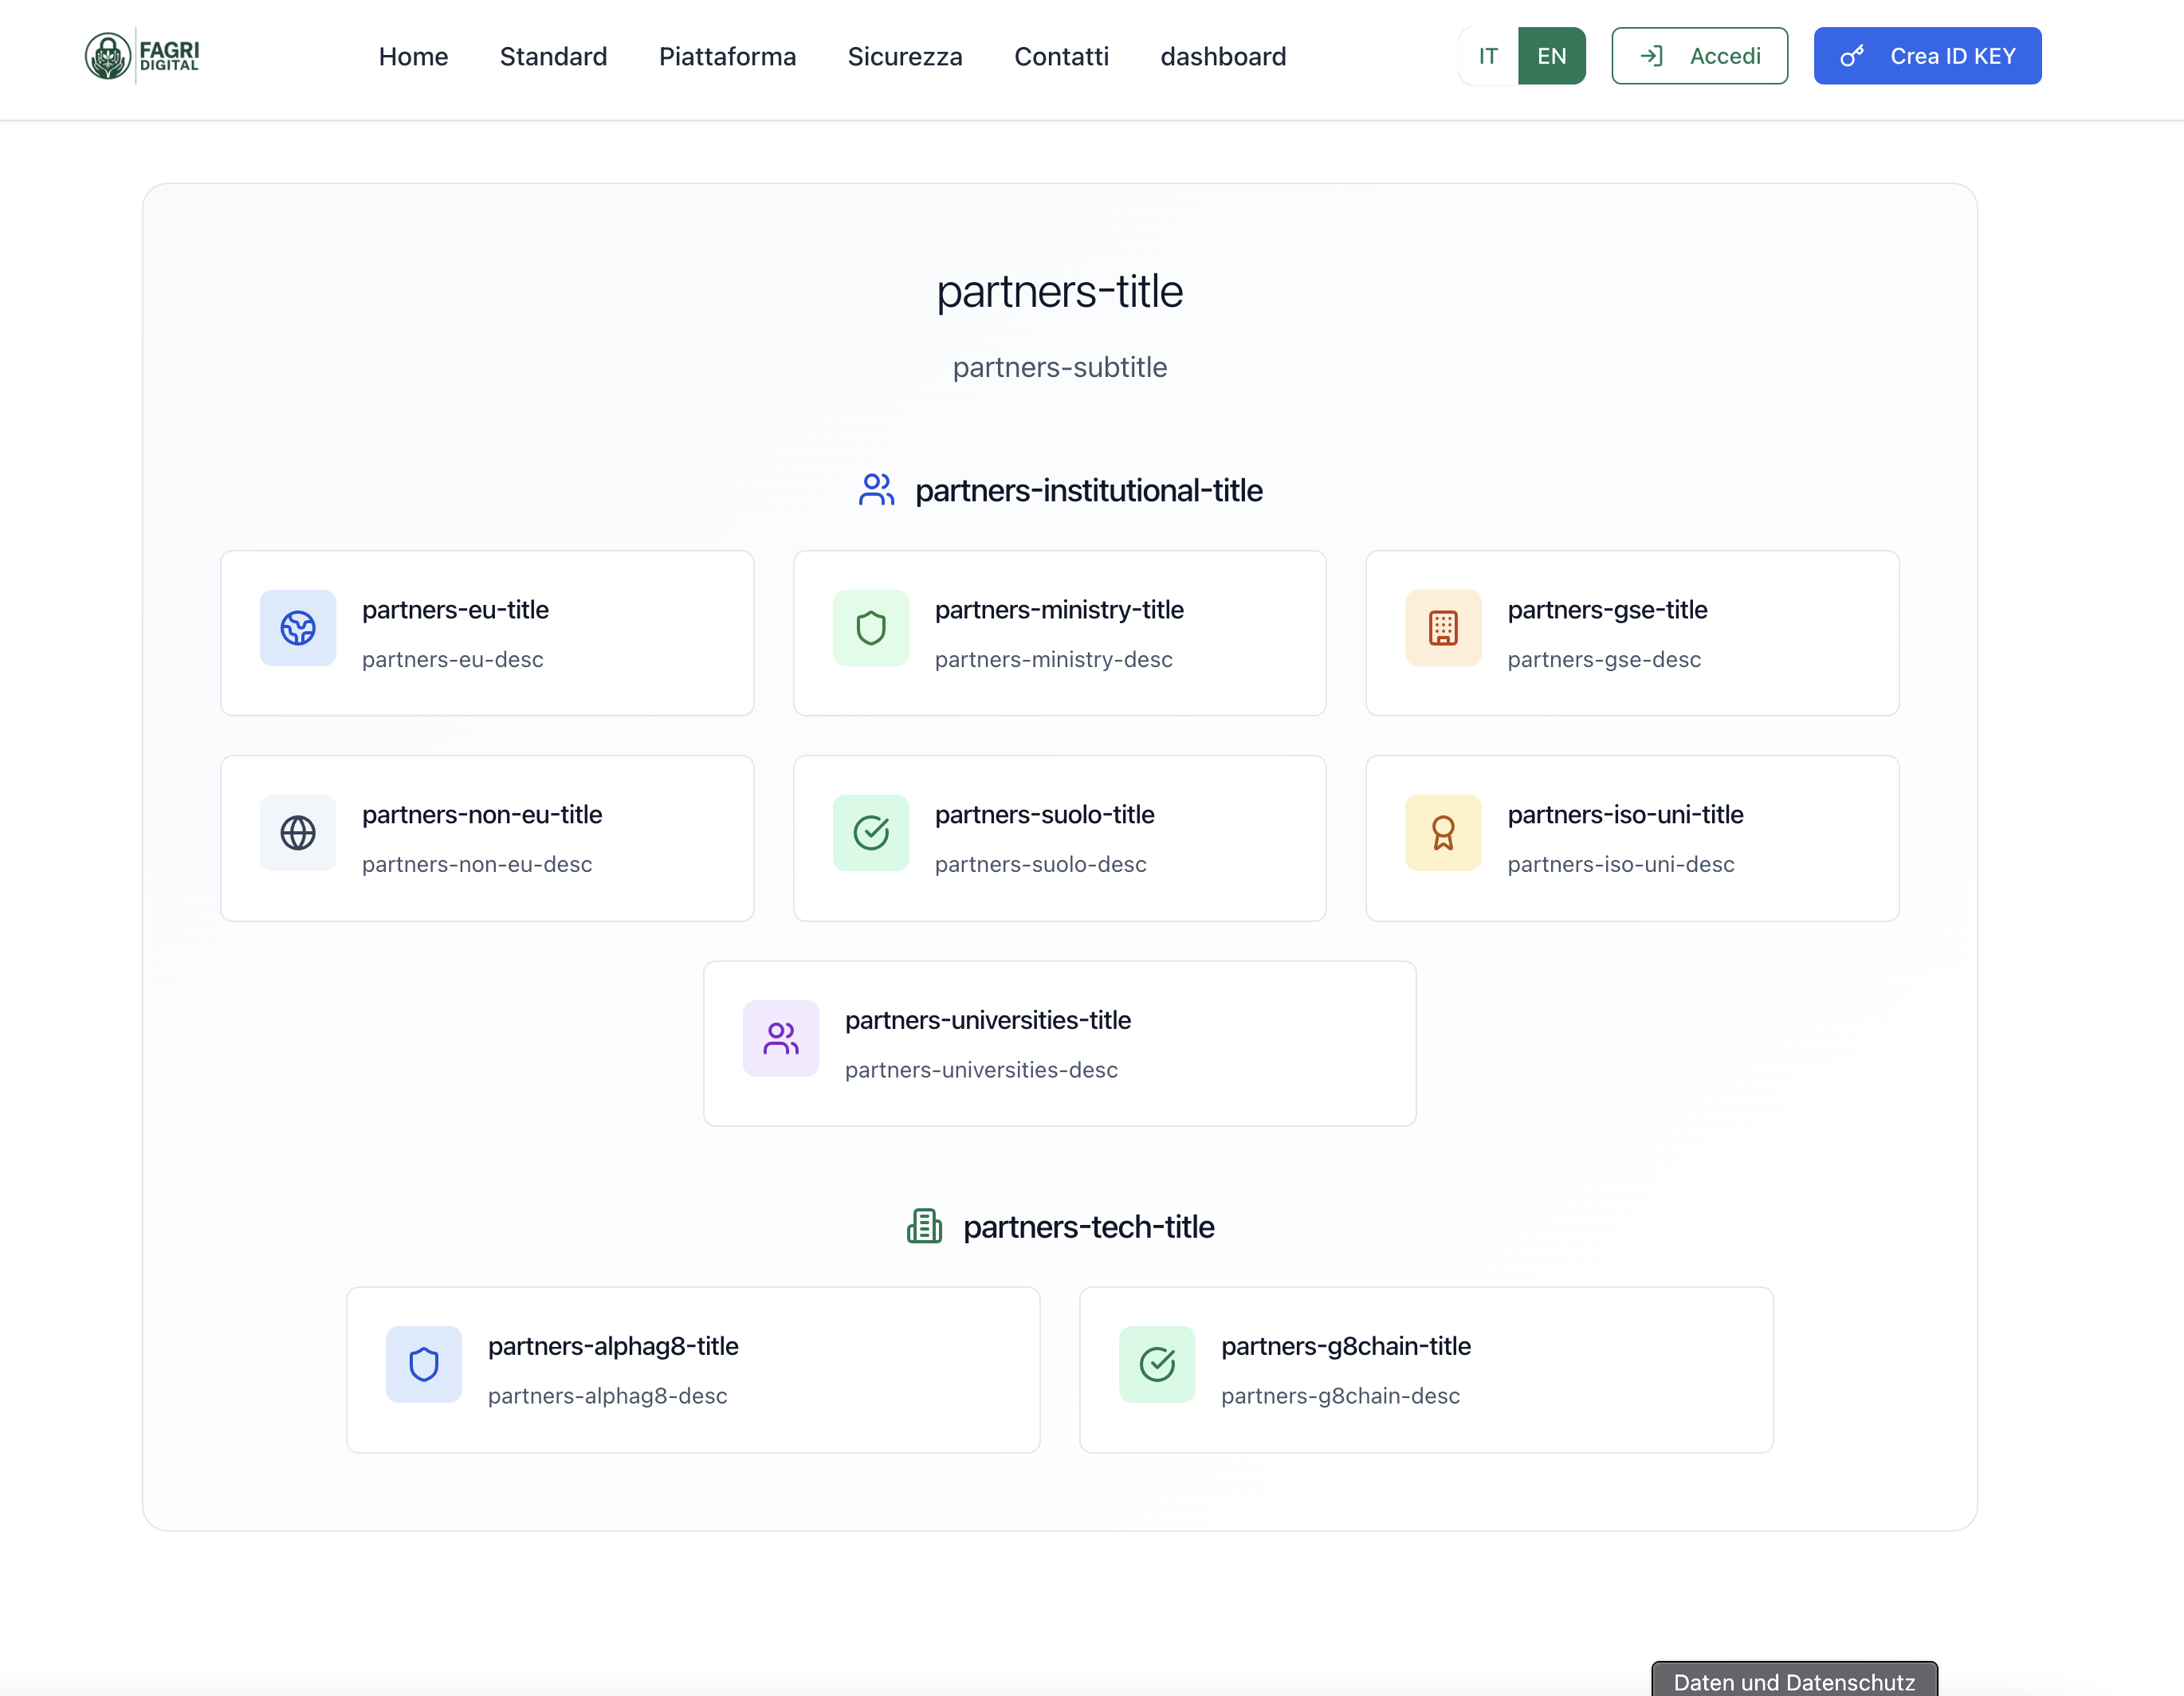 FAGRI
DIGITAL
Home Standard Piattaforma Sicurezza Contatti dashboard IT EN Accedi Crea ID KEY
partners-title
partners-subtitle
partners-institutional-title
partners-eu-title
partners-eu-desc
partners-ministry-title
partners-ministry-desc
partners-gse-title
partners-gse-desc
partners-non-eu-title
partners-non-eu-desc
partners-suolo-title
partners-suolo-desc
partners-iso-uni-title
partners-iso-uni-desc
partners-universities-title
partners-universities-desc
partners-tech-title
partners-alphag8-title
partners-alphag8-desc
partners-g8chain-title
partners-g8chain-desc
Daten und Datenschutz